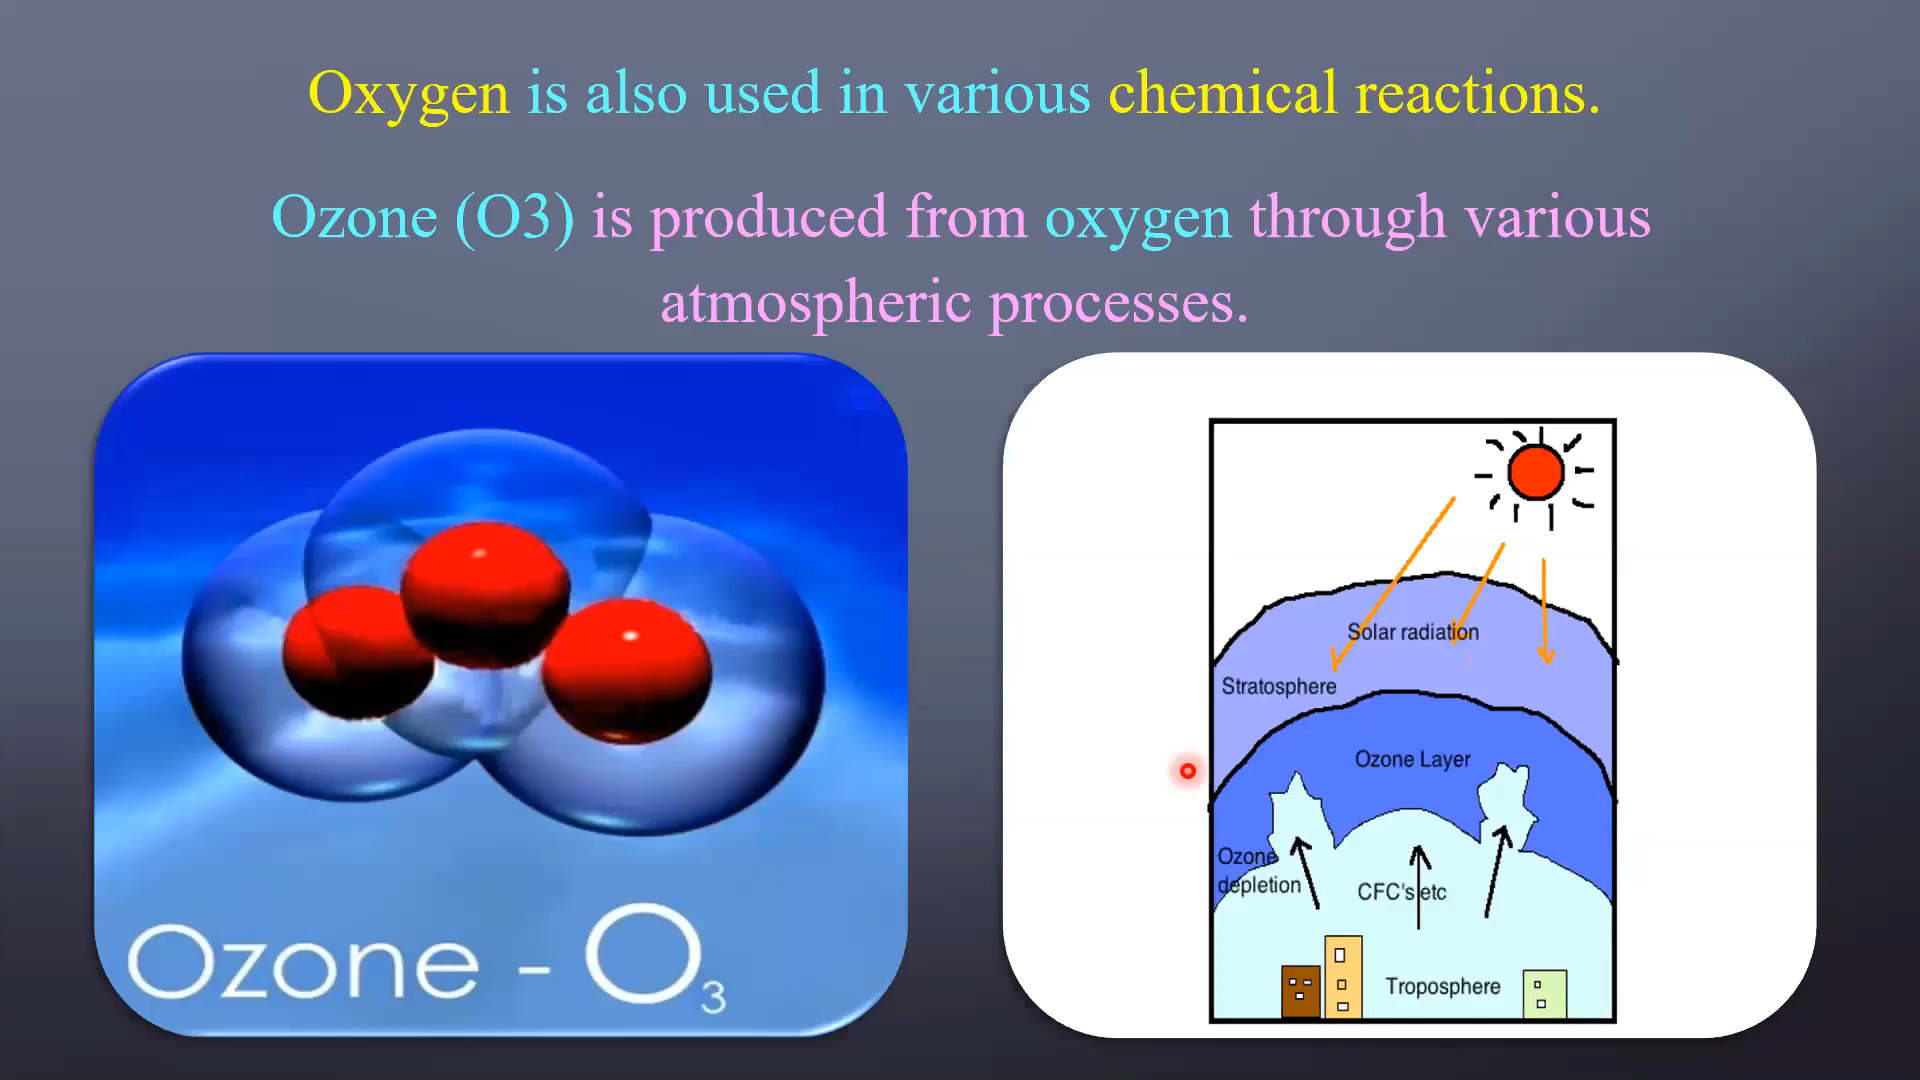 Oxygen is also used in various chemical reactions.
Ozone (O3) is produced from oxygen through various
atmospheric processes.
Ozone - O₃
Solar radiation
Stratosphere
Ozone Layer
Ozone
depletion
CFC's etc
Troposphere